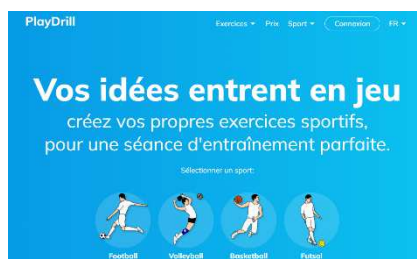 PlayDrill
Exercices Prix Sport Connexion FR
Vos idées entrent en jeu
créez vos propres exercices sportifs,
pour une séance d'entraînement parfaite.
Sélectionner un sport:
Football Volleyball Basketball Futsal